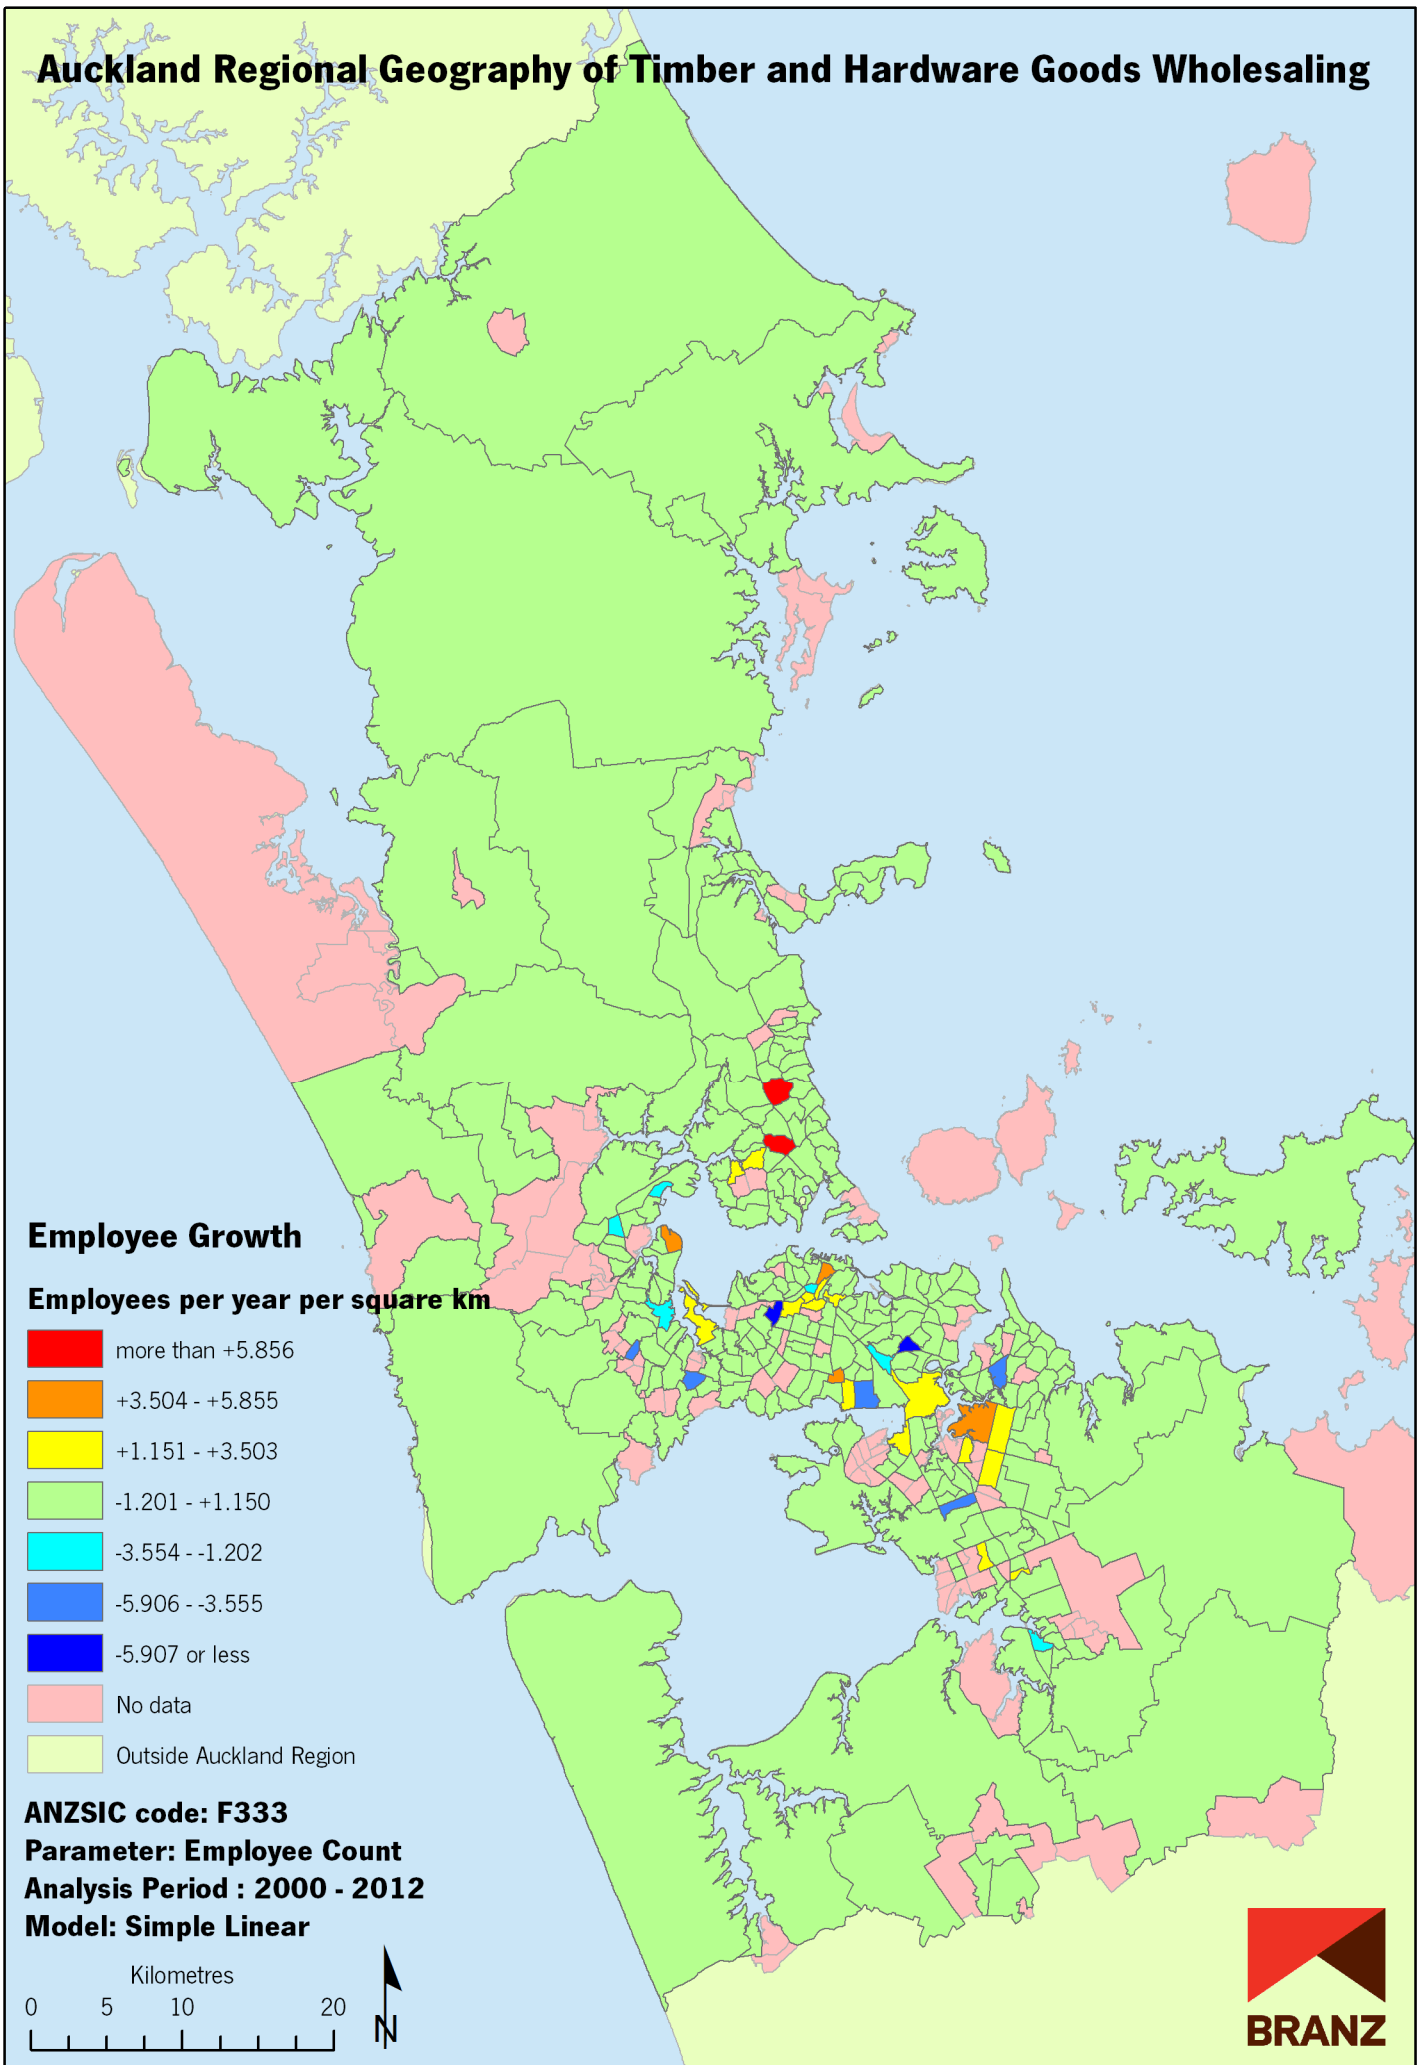 Auckland Regional Geography of Timber and Hardware Goods Wholesaling
Employee Growth
Employees per year per square km
more than +5.856
+3.504 - +5.855
+1.151 - +3.503
-1.201 - +1.150
-3.554 - -1.202
-5.906 - -3.555
-5.907 or less
No data
Outside Auckland Region
ANZSIC code: F333
Parameter: Employee Count
Analysis Period : 2000 - 2012
Model: Simple Linear
Kilometres
0 5 10 20
N
BRANZ